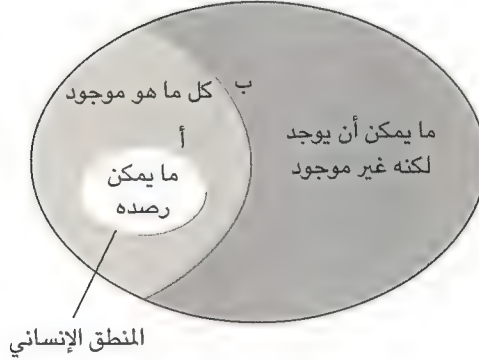 ب
كل ما هو موجود
أ
ما يمكن أن يوجد
لكنه غير موجود
ما يمكن
رصده
المنطق الإنساني